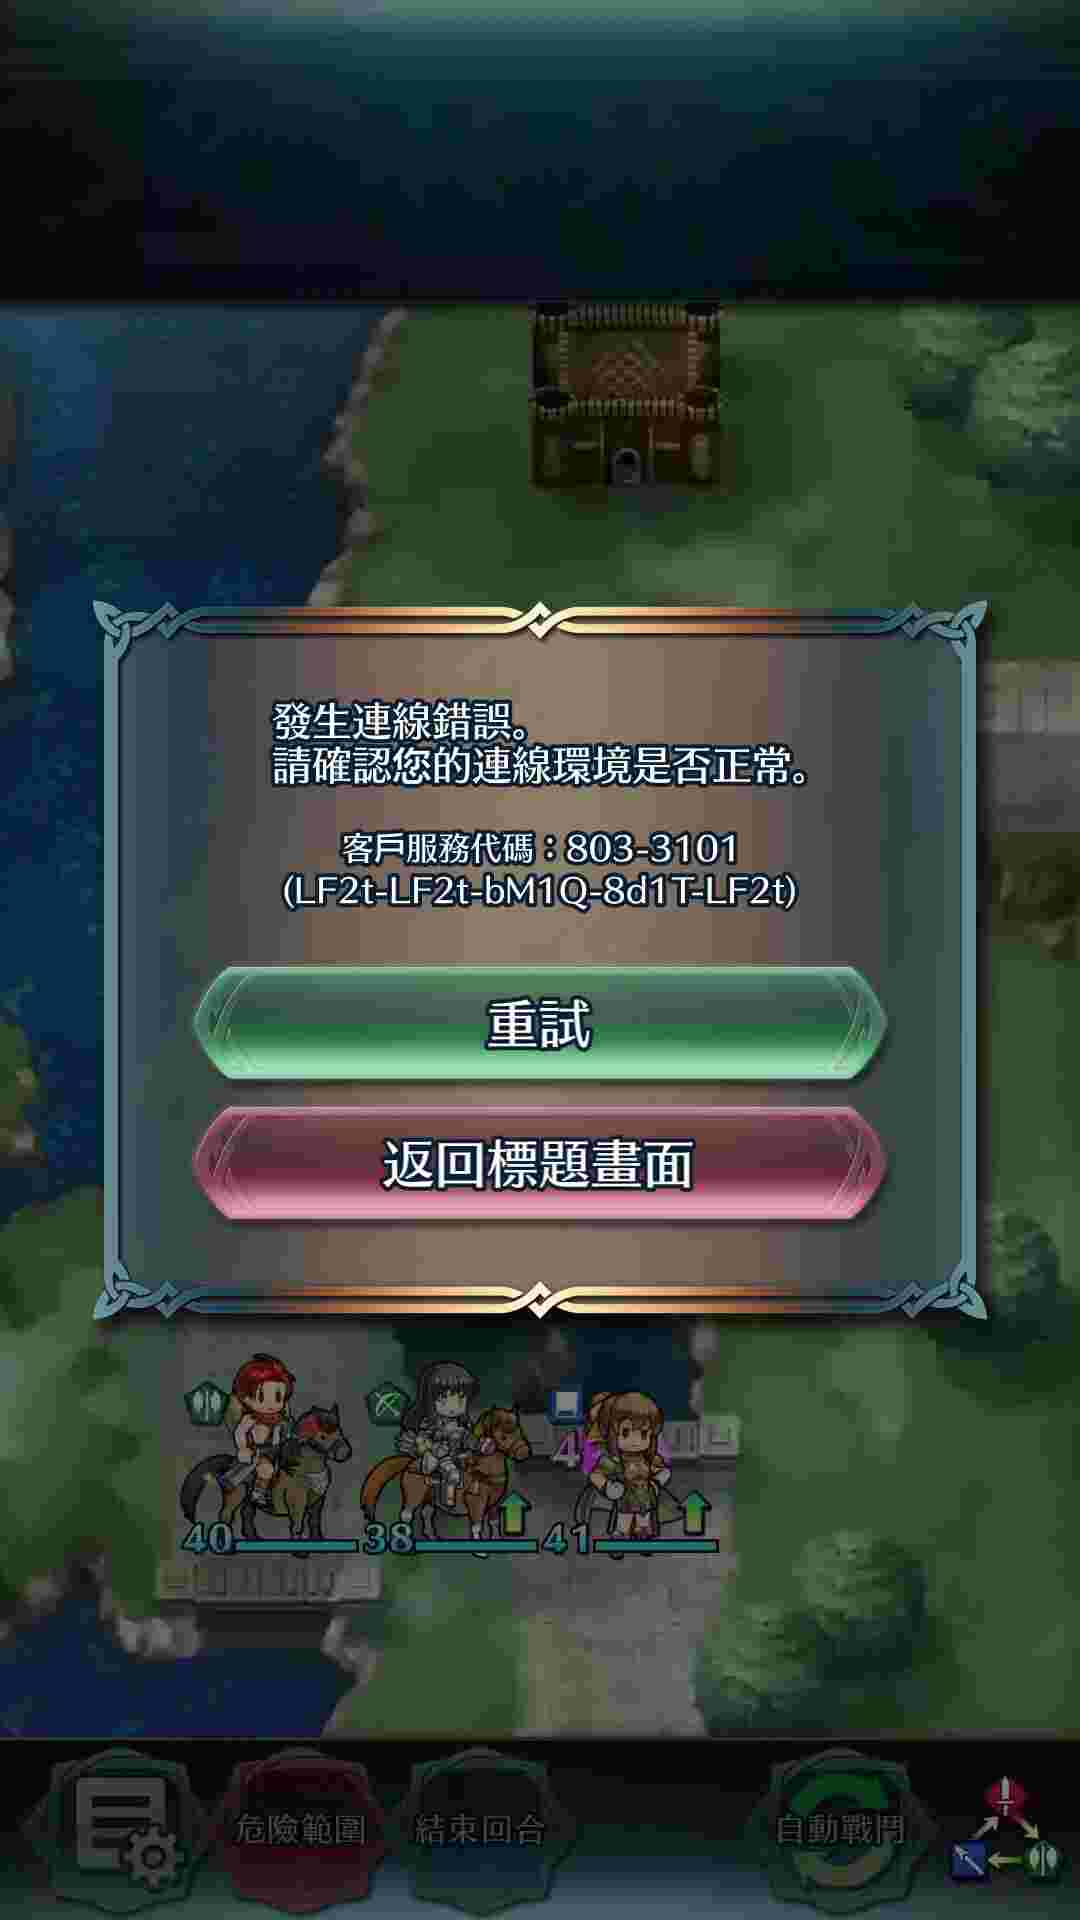 發生連線錯誤。
請確認您的連線環境是否正常。
客戶服務代碼：803-3101
(LF2t-LF2t-bM1Q-8d1T-LF2t)
重試
返回標題畫面
4
40 38 41
危險範圍 結束回合 自動戰鬥